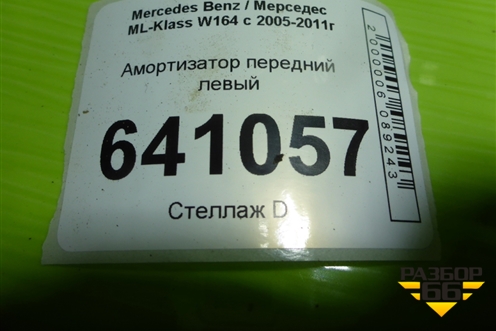 Mercedes Benz / Мерседес
ML-Klass W164 с 2005-2011г
Амортизатор передний
левый
641057
Стеллаж D
2000006089243
РАЗБОР
66